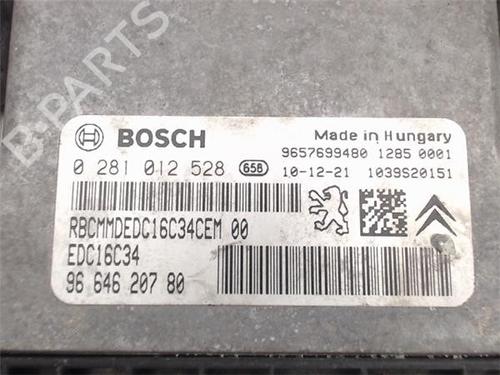 B-PARTS
BOSCH
Made in Hungary
0 281 012 528 658
9657699480 1285 0001
10-12-21 1039S20151
RBCMMDEDC16C34CEM 00
EDC16C34
96 646 207 80